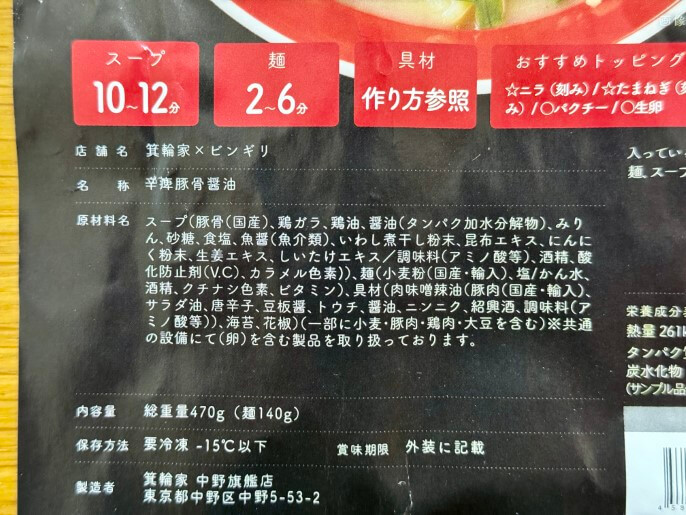 スープ
10~12分
麺
2~6分
具材
作り方参照
おすすめトッピング
☆ニラ(刻み)/☆たまねぎ(刻
み)/○パクチー/○生卵
店舗名 箕輪家×ビンギリ
名 称 辛痺豚骨醤油
原材料名 スープ(豚骨(国産)、鶏ガラ、鶏油、醤油(タンパク加水分解物)、みり
ん、砂糖、食塩、魚醤(魚介類)、いわし煮干し粉末、昆布エキス、にんに
く粉末、生姜エキス、しいたけエキス/調味料(アミノ酸等)、酒精、酸
化防止剤(V.C)、カラメル色素))、麺(小麦粉(国産・輸入)、塩/かん水、
酒精、クチナシ色素、ビタミン)、具材(肉味噌辣油(豚肉(国産・輸入)、
サラダ油、唐辛子、豆板醤、トウチ、醤油、ニンニク、紹興酒、調味料(ア
ミノ酸等))、海苔、花椒)(一部に小麦・豚肉・鶏肉・大豆を含む)※共通
の設備にて(卵)を含む製品を取り扱っております。
内容量 総重量470g(麺140g)
保存方法 要冷凍 -15℃以下 賞味期限 外装に記載
製造者 箕輪家 中野旗艦店
東京都中野区中野5-53-2
入ってい
麺、スープ
栄養成分
熱量 261k
タンパク
炭水化物
(サンプル品